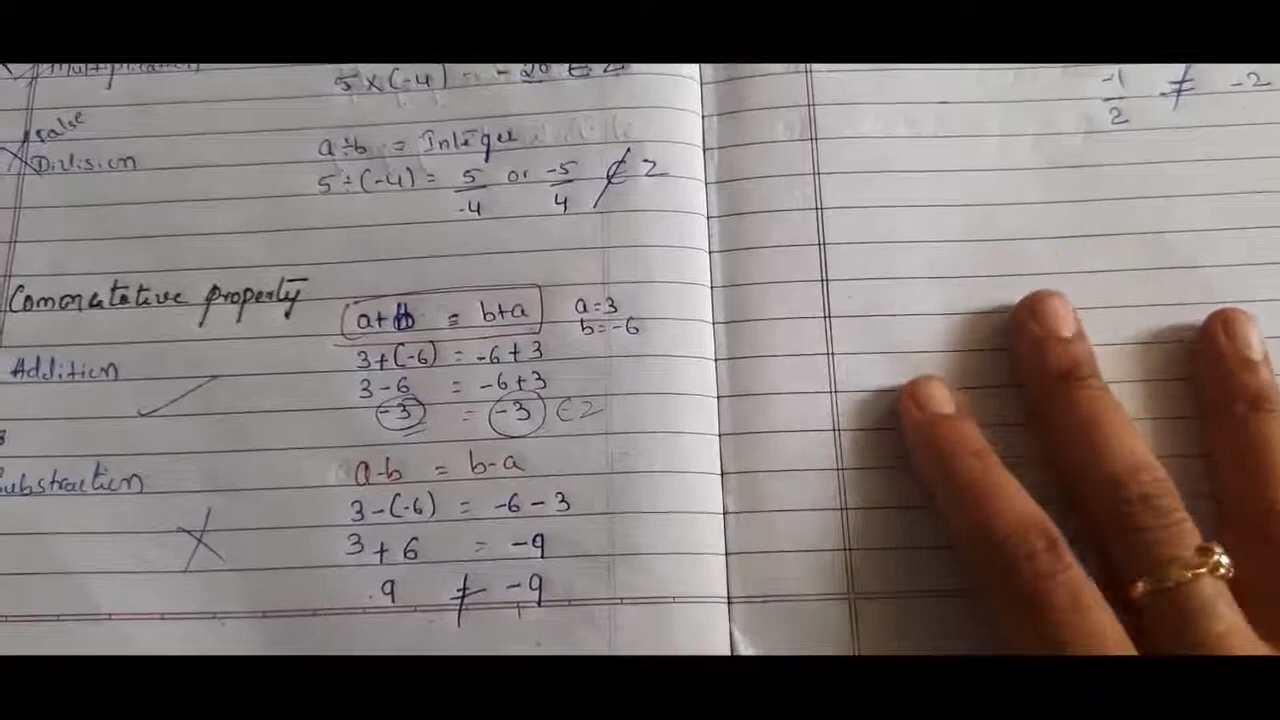 Multiplication 5×(-4) = -20 ∈ Z
False
Division a÷b = Integer
5÷(-4) = 5/-4 or -5/4 ∉ Z
Commutative property a+b = b+a a=3
b=-6
Addition 3+(-6) = -6+3
3-6 = -6+3
-3 = -3 ∈ Z
Substraction a-b = b-a
3-(-6) = -6-3
3+6 = -9
9 ≠ -9
-1/2 ≠ -2